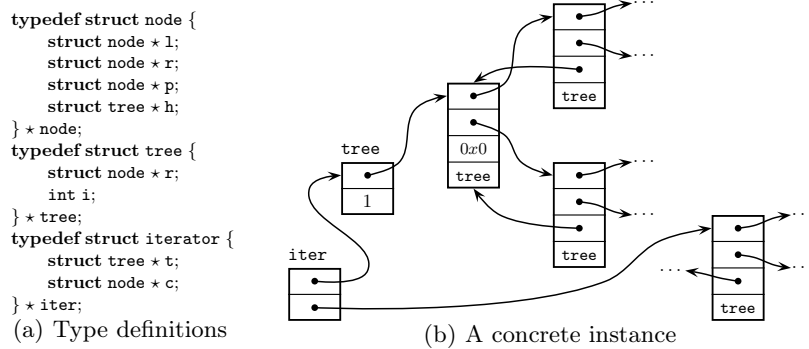 typedef struct node {
struct node ⋆ l;
struct node ⋆ r;
struct node ⋆ p;
struct tree ⋆ h;
} ⋆ node;
typedef struct tree {
struct node ⋆ r;
int i;
} ⋆ tree;
typedef struct iterator {
struct tree ⋆ t;
struct node ⋆ c;
} ⋆ iter;
(a) Type definitions
...
...
tree
tree
1
0x0
tree
...
...
tree
iter
...
...
...
tree
(b) A concrete instance